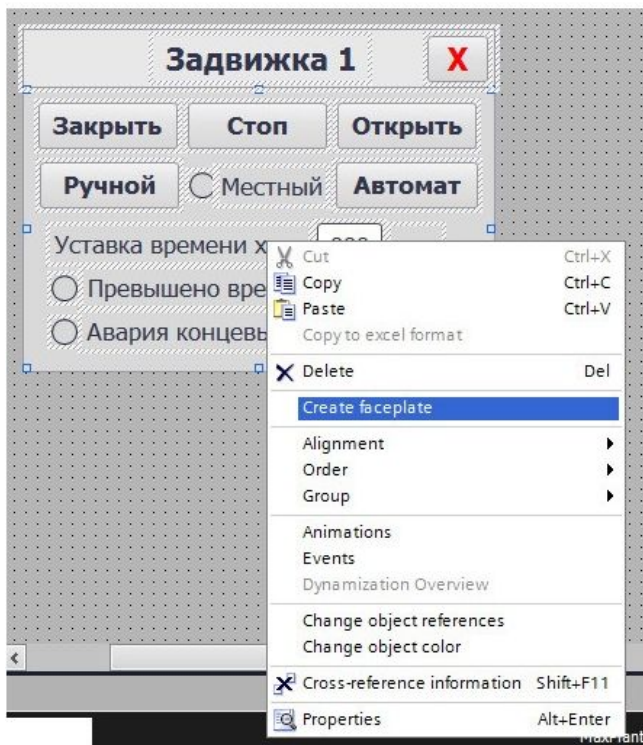 Задвижка 1
X
Закрыть Стоп Открыть
Ручной Местный Автомат
Уставка времени х
Превышено вре
Авария концевы
Cut Ctrl+X
Copy Ctrl+C
Paste Ctrl+V
Copy to excel format
Delete Del
Create faceplate
Alignment
Order
Group
Animations
Events
Dynamization Overview
Change object references
Change object color
Cross-reference information Shift+F11
Properties Alt+Enter